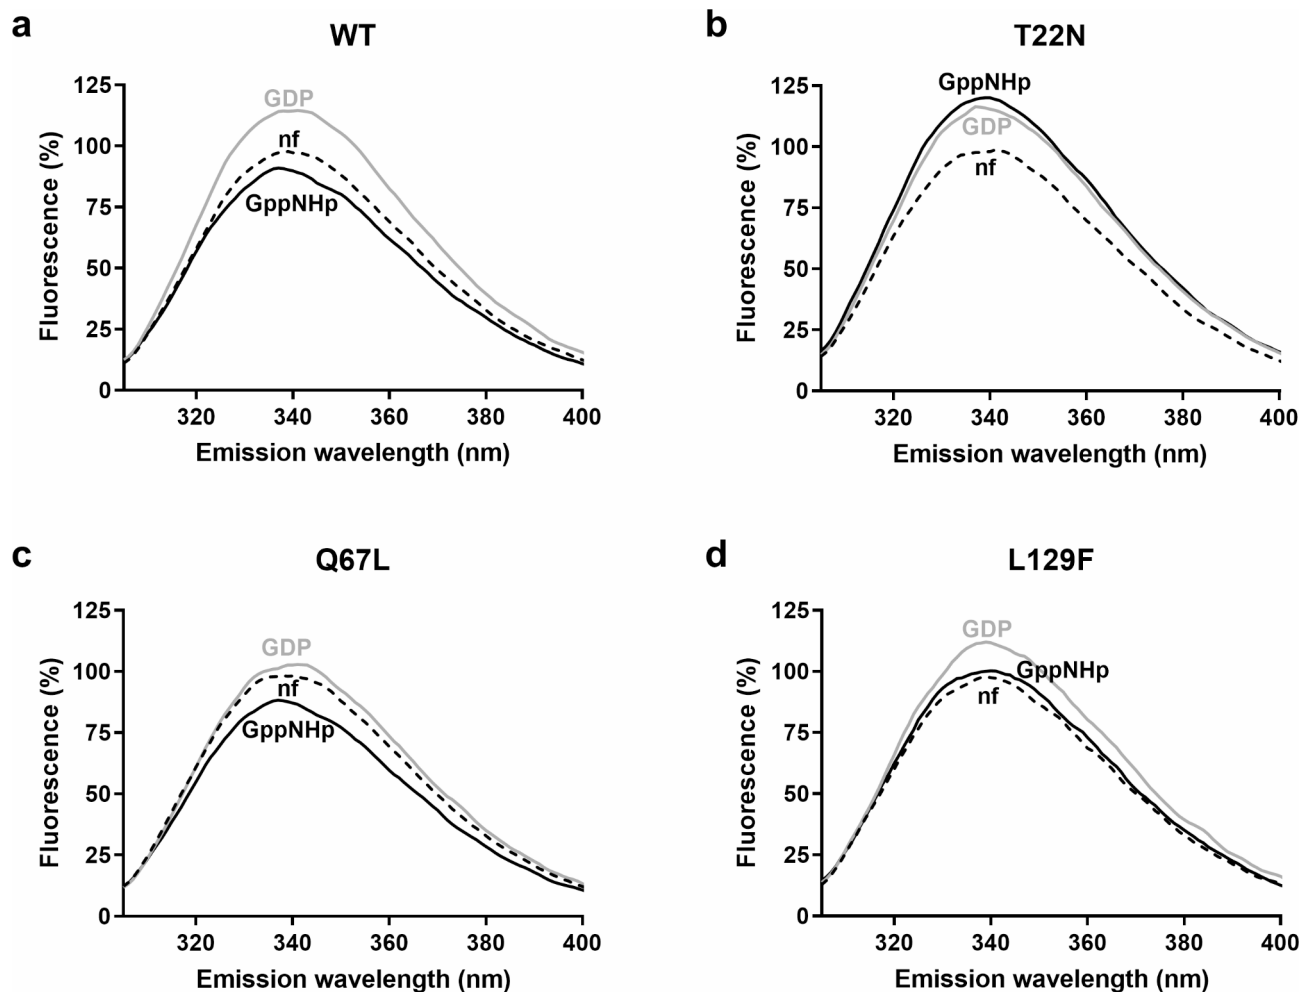 a
WT
125
100
75
50
25
0
Fluorescence (%)
GDP
nf
GppNHp
320 340 360 380 400
Emission wavelength (nm)
b
T22N
125
100
75
50
25
0
Fluorescence (%)
GppNHp
GDP
nf
320 340 360 380 400
Emission wavelength (nm)
c
Q67L
125
100
75
50
25
0
Fluorescence (%)
GDP
nf
GppNHp
320 340 360 380 400
Emission wavelength (nm)
d
L129F
125
100
75
50
25
0
Fluorescence (%)
GDP
GppNHp
nf
320 340 360 380 400
Emission wavelength (nm)